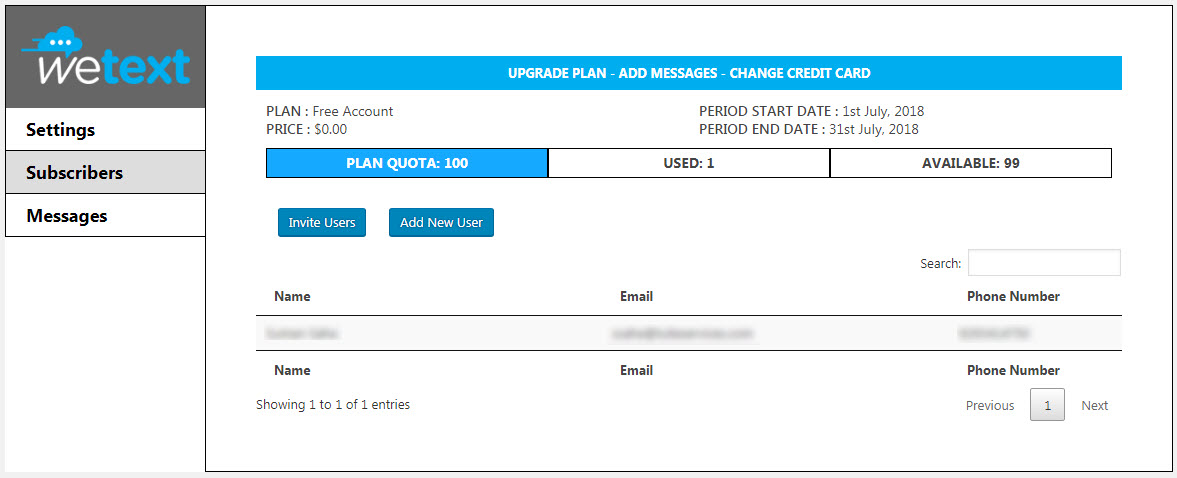 wetext
Settings
Subscribers
Messages
UPGRADE PLAN - ADD MESSAGES - CHANGE CREDIT CARD
PLAN : Free Account
PRICE : $0.00
PERIOD START DATE : 1st July, 2018
PERIOD END DATE : 31st July, 2018
PLAN QUOTA: 100 USED: 1 AVAILABLE: 99
Invite Users Add New User
Search:
Name Email Phone Number
Name Email Phone Number
Showing 1 to 1 of 1 entries
Previous 1 Next